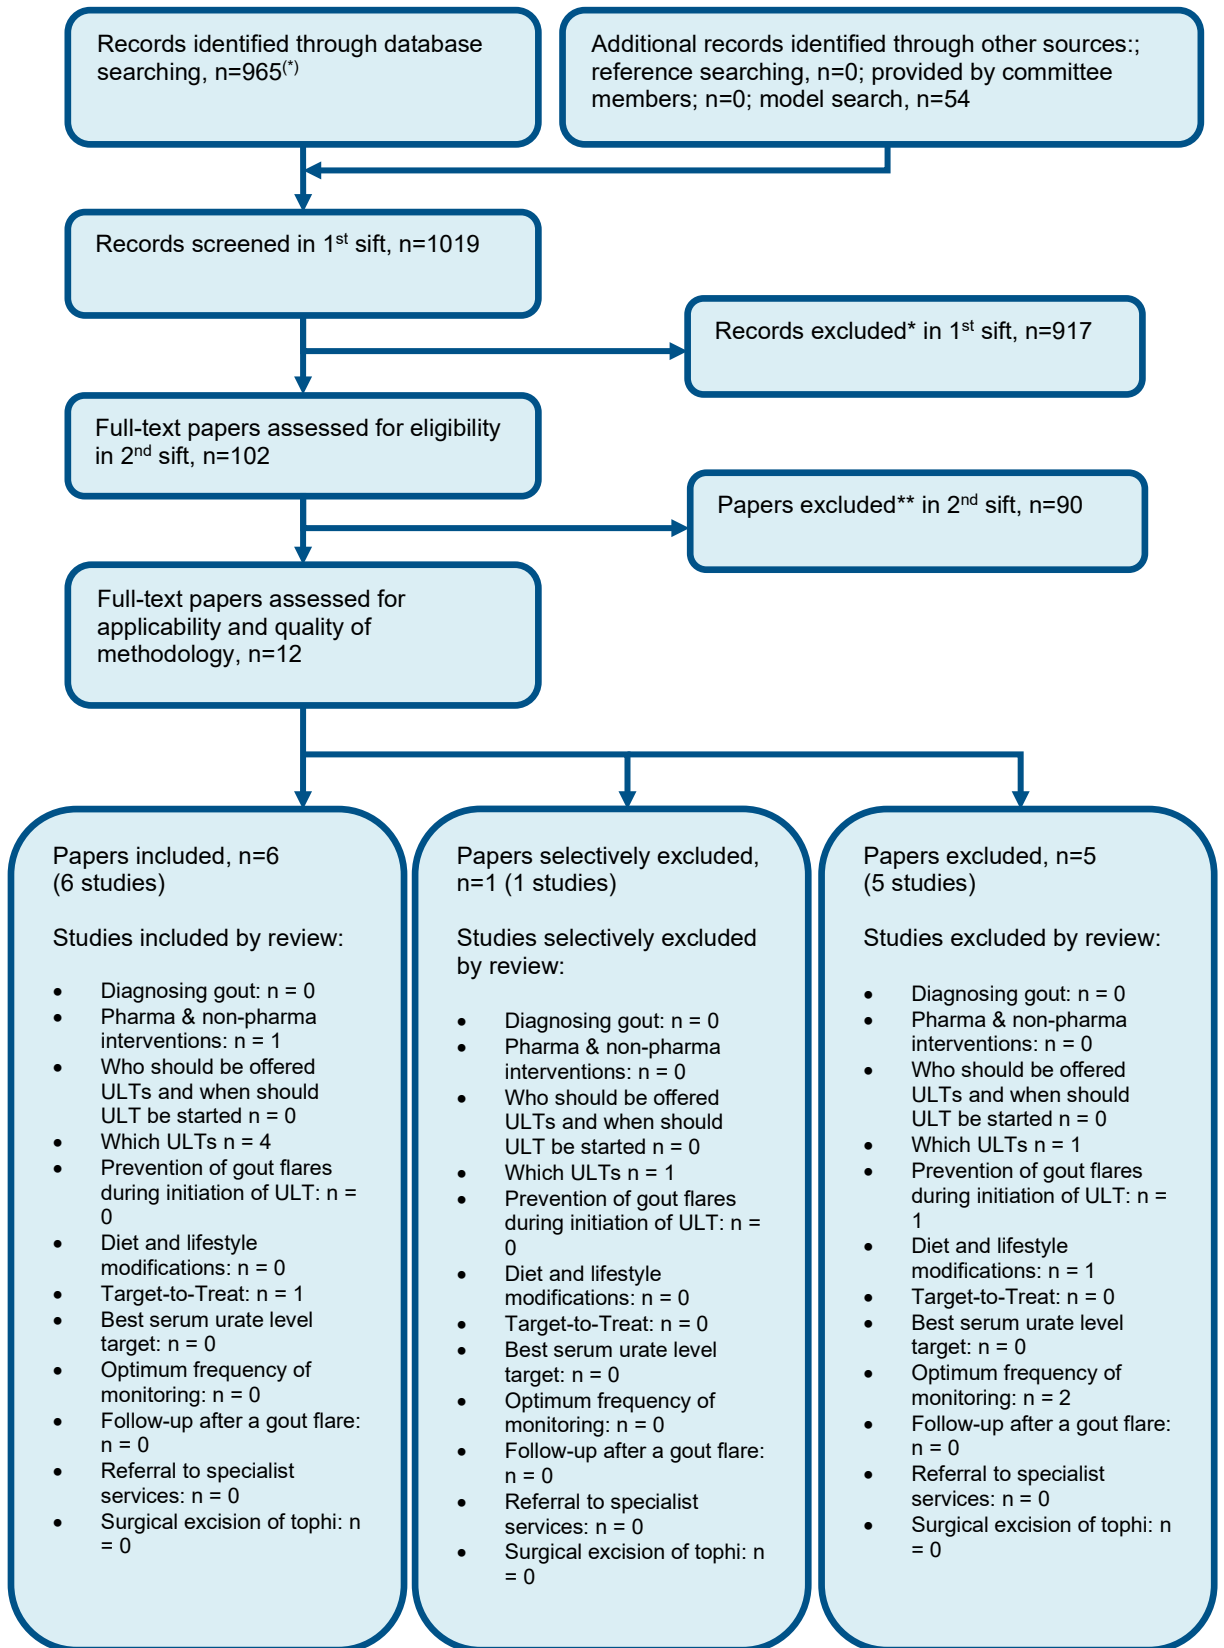 Records identified through database
searching, n=965(*)
Additional records identified through other sources:;
reference searching, n=0; provided by committee
members; n=0; model search, n=54
Records screened in 1st sift, n=1019
Records excluded* in 1st sift, n=917
Full-text papers assessed for eligibility
in 2nd sift, n=102
Papers excluded** in 2nd sift, n=90
Full-text papers assessed for
applicability and quality of
methodology, n=12
Papers included, n=6
(6 studies)
Studies included by review:
• Diagnosing gout: n = 0
• Pharma & non-pharma
interventions: n = 1
• Who should be offered
ULTs and when should
ULT be started n = 0
• Which ULTs n = 4
• Prevention of gout flares
during initiation of ULT: n =
0
• Diet and lifestyle
modifications: n = 0
• Target-to-Treat: n = 1
• Best serum urate level
target: n = 0
• Optimum frequency of
monitoring: n = 0
• Follow-up after a gout flare:
n = 0
• Referral to specialist
services: n = 0
• Surgical excision of tophi: n
= 0
Papers selectively excluded,
n=1 (1 studies)
Studies selectively excluded
by review:
• Diagnosing gout: n = 0
• Pharma & non-pharma
interventions: n = 0
• Who should be offered
ULTs and when should
ULT be started n = 0
• Which ULTs n = 1
• Prevention of gout flares
during initiation of ULT: n =
0
• Diet and lifestyle
modifications: n = 0
• Target-to-Treat: n = 0
• Best serum urate level
target: n = 0
• Optimum frequency of
monitoring: n = 0
• Follow-up after a gout flare:
n = 0
• Referral to specialist
services: n = 0
• Surgical excision of tophi: n
= 0
Papers excluded, n=5
(5 studies)
Studies excluded by review:
• Diagnosing gout: n = 0
• Pharma & non-pharma
interventions: n = 0
• Who should be offered
ULTs and when should
ULT be started n = 0
• Which ULTs n = 1
• Prevention of gout flares
during initiation of ULT: n =
1
• Diet and lifestyle
modifications: n = 1
• Target-to-Treat: n = 0
• Best serum urate level
target: n = 0
• Optimum frequency of
monitoring: n = 2
• Follow-up after a gout flare:
n = 0
• Referral to specialist
services: n = 0
• Surgical excision of tophi: n
= 0